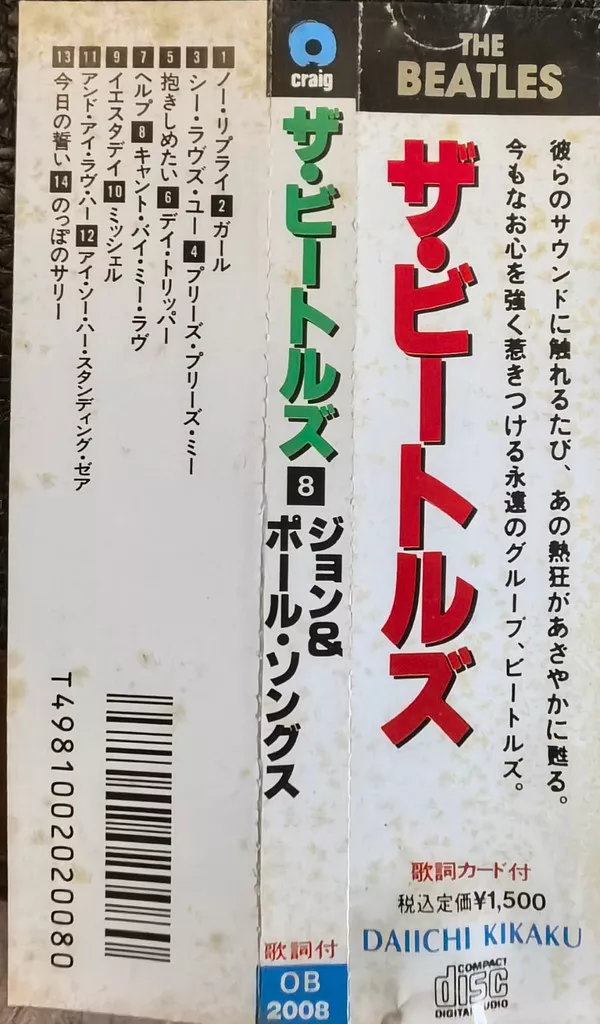 THE
BEATLES
彼らのサウンドに触れるたび、あの熱狂があざやかに甦る。
今もなお心を強く惹きつける永遠のグループ、ビートルズ。
ザ・ビートルズ
歌詞カード付
税込定価¥1,500
DAIICHI KIKAKU
COMPACT
disc
DIGITAL AUDIO
craig
ザ・ビートルズ 8
ジョン&
ポール・ソングス
歌詞付
OB
2008
1 ノー・リプライ 2 ガール
3 シー・ラヴズ・ユー 4 プリーズ・プリーズ・ミー
5 抱きしめたい 6 デイ・トリッパー
7 ヘルプ 8 キャント・バイ・ミー・ラヴ
9 イエスタデイ 10 ミッシェル
11 アンド・アイ・ラヴ・ハー 12 アイ・ソー・ハー・スタンディング・ゼア
13 今日の誓い 14 のっぽのサリー
T4981002020080